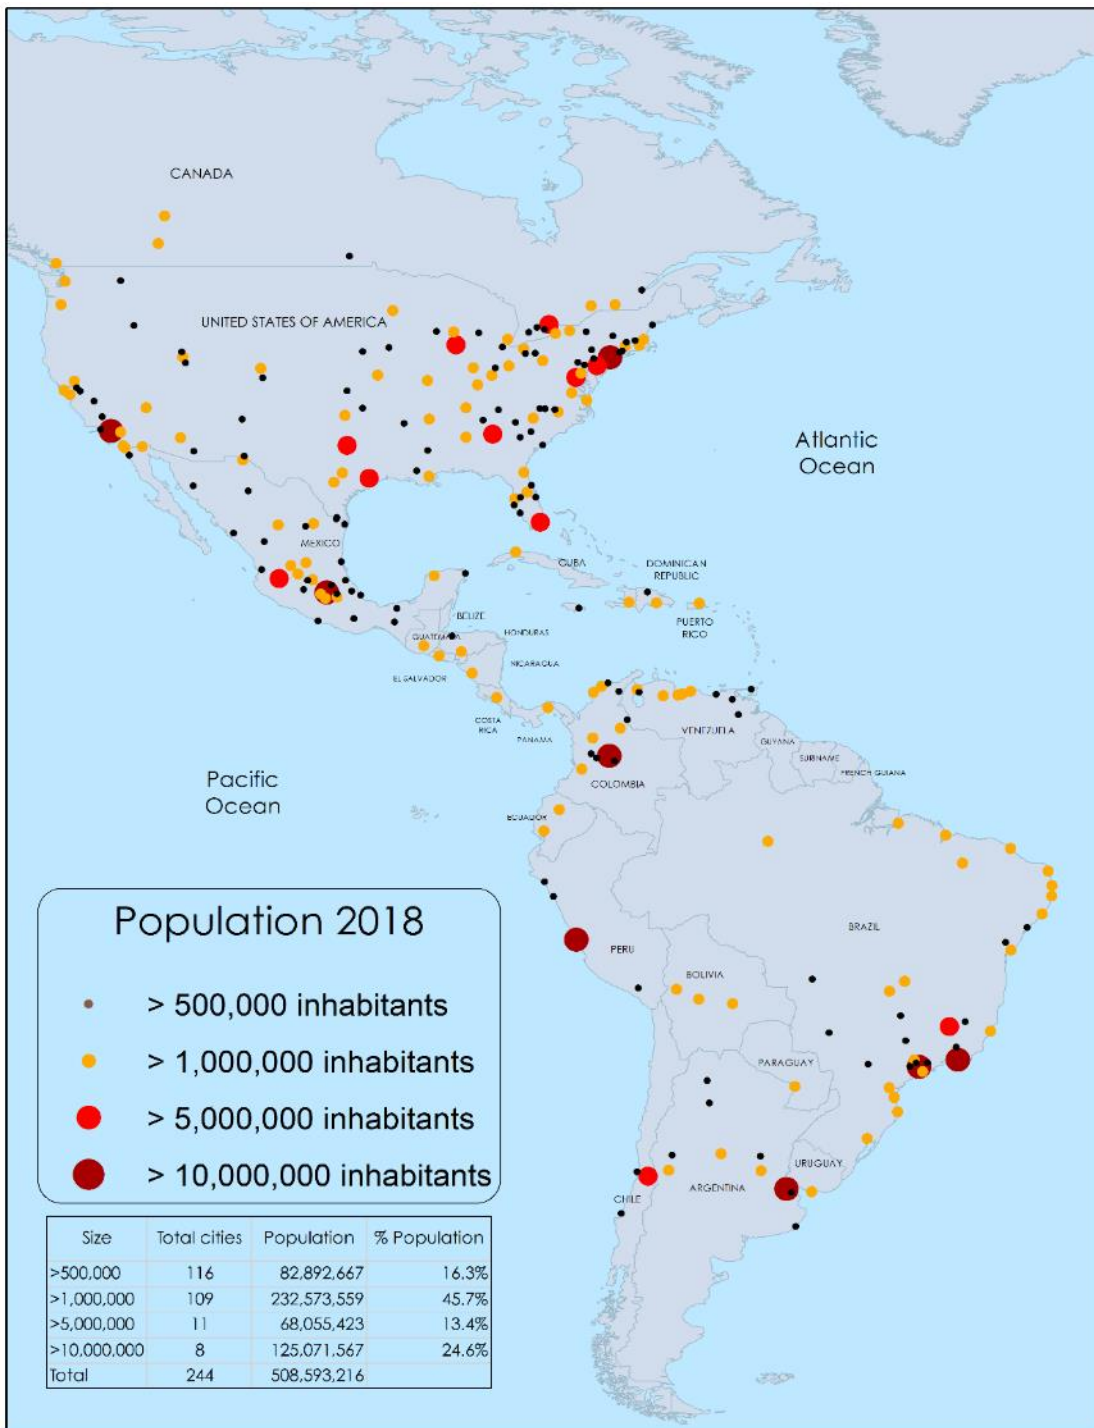 CANADA
UNITED STATES OF AMERICA
Atlantic
Ocean
MEXICO
CUBA
DOMINICAN
REPUBLIC
PUERTO
RICO
BELIZE
GUATEMALA
HONDURAS
EL SALVADOR
NICARAGUA
COSTA
RICA
PANAMA
VENEZUELA
GUYANA
SURINAME
FRENCH GUIANA
Pacific
Ocean
COLOMBIA
ECUADOR
BRAZIL
PERU
BOLIVIA
PARAGUAY
URUGUAY
ARGENTINA
CHILE
Population 2018
> 500,000 inhabitants
> 1,000,000 inhabitants
> 5,000,000 inhabitants
> 10,000,000 inhabitants
Size Total cities Population % Population
>500,000 116 82,892,667 16.3%
>1,000,000 109 232,573,559 45.7%
>5,000,000 11 68,055,423 13.4%
>10,000,000 8 125,071,567 24.6%
Total 244 508,593,216